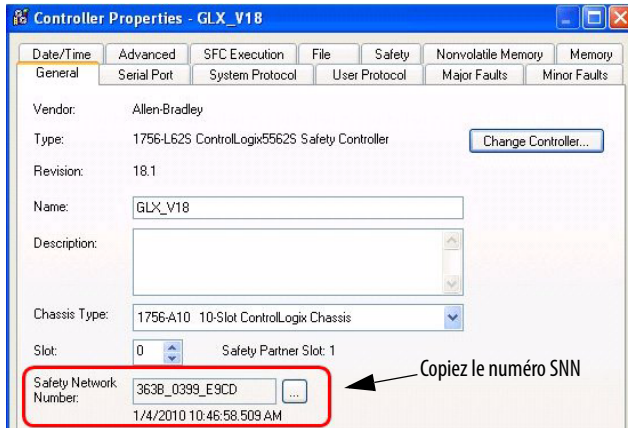 Controller Properties - GLX_V18
Date/Time Advanced SFC Execution File Safety Nonvolatile Memory Memory
General Serial Port System Protocol User Protocol Major Faults Minor Faults
Vendor: Allen-Bradley
Type: 1756-L62S ControlLogix5562S Safety Controller Change Controller...
Revision: 18.1
Name: GLX_V18
Description:
Chassis Type: 1756-A10 10-Slot ControlLogix Chassis
Slot: 0 Safety Partner Slot: 1
Copiez le numéro SNN
Safety Network
Number: 363B_0399_E9CD ...
1/4/2010 10:46:58.509 AM